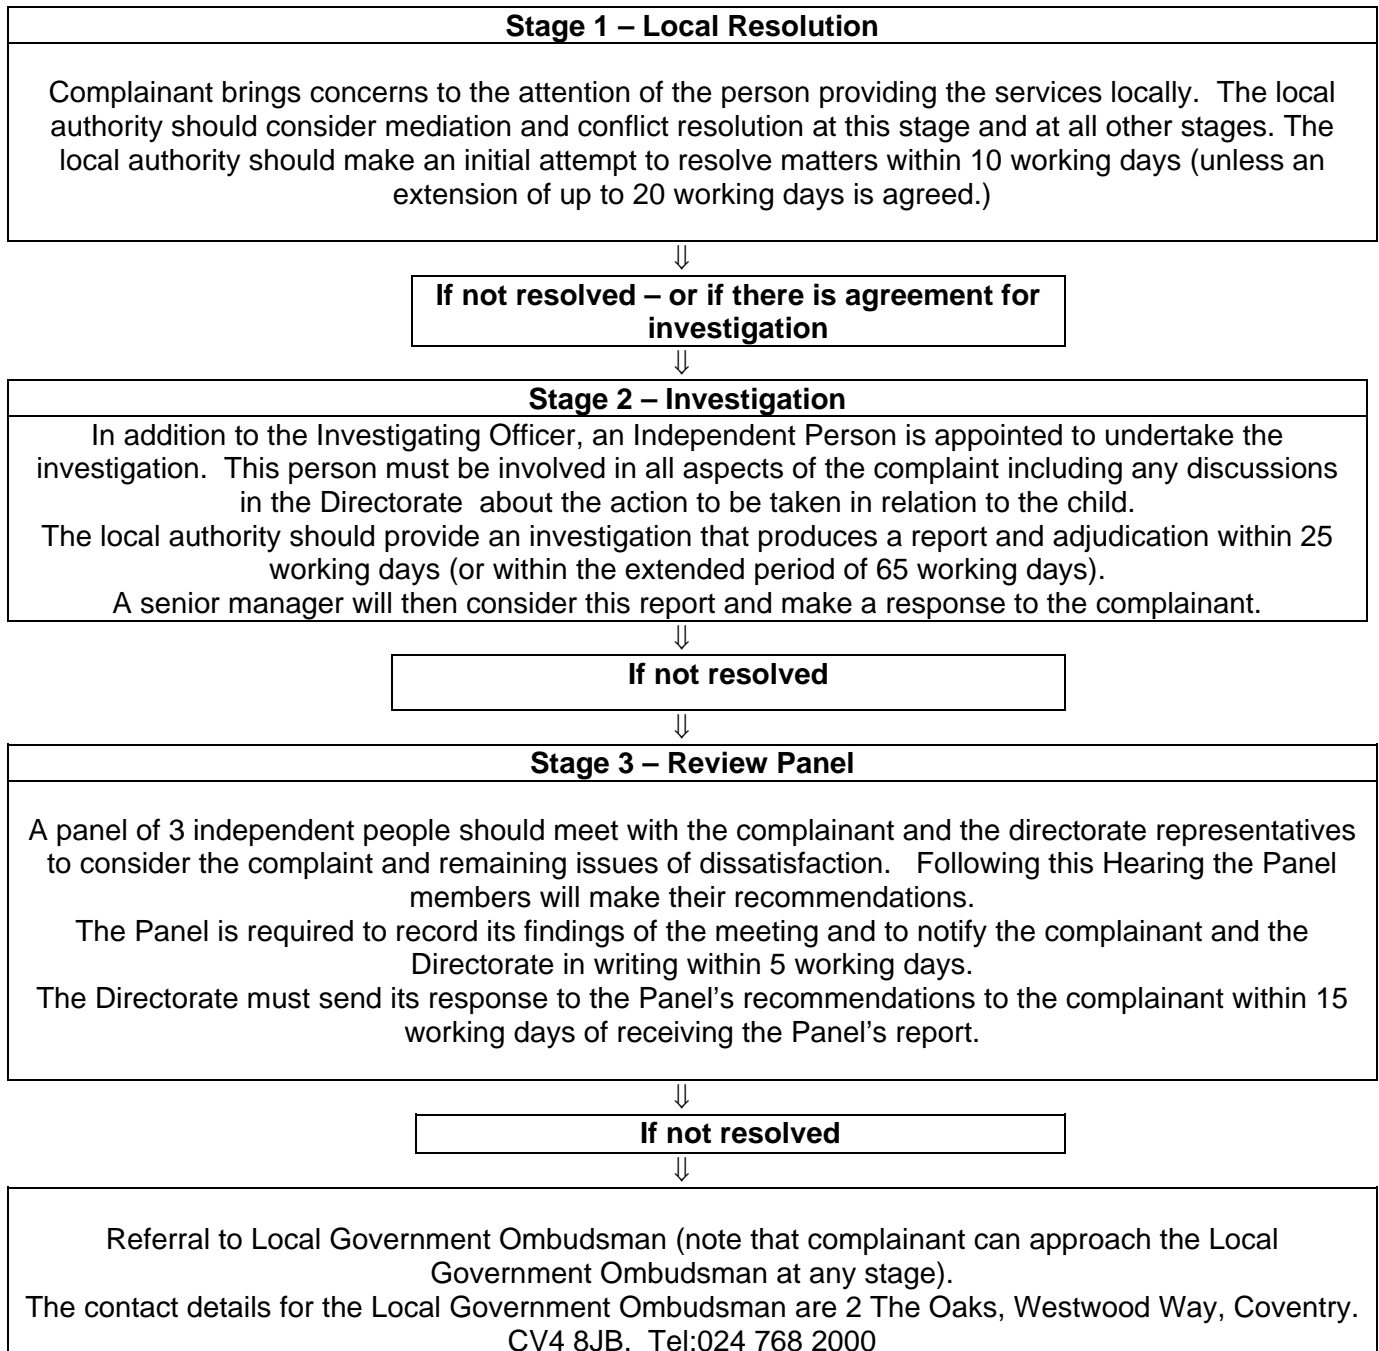 Stage 1 – Local Resolution
Complainant brings concerns to the attention of the person providing the services locally.  The local
authority should consider mediation and conflict resolution at this stage and at all other stages. The
local authority should make an initial attempt to resolve matters within 10 working days (unless an
extension of up to 20 working days is agreed.)
⇓
If not resolved – or if there is agreement for
investigation
⇓
Stage 2 – Investigation
In addition to the Investigating Officer, an Independent Person is appointed to undertake the
investigation.  This person must be involved in all aspects of the complaint including any discussions
in the Directorate  about the action to be taken in relation to the child.
The local authority should provide an investigation that produces a report and adjudication within 25
working days (or within the extended period of 65 working days).
A senior manager will then consider this report and make a response to the complainant.
⇓
If not resolved
⇓
Stage 3 – Review Panel
A panel of 3 independent people should meet with the complainant and the directorate representatives
to consider the complaint and remaining issues of dissatisfaction.   Following this Hearing the Panel
members will make their recommendations.
The Panel is required to record its findings of the meeting and to notify the complainant and the
Directorate in writing within 5 working days.
The Directorate must send its response to the Panel’s recommendations to the complainant within 15
working days of receiving the Panel’s report.
⇓
If not resolved
⇓
Referral to Local Government Ombudsman (note that complainant can approach the Local
Government Ombudsman at any stage).
The contact details for the Local Government Ombudsman are 2 The Oaks, Westwood Way, Coventry.
CV4 8JB.  Tel:024 768 2000